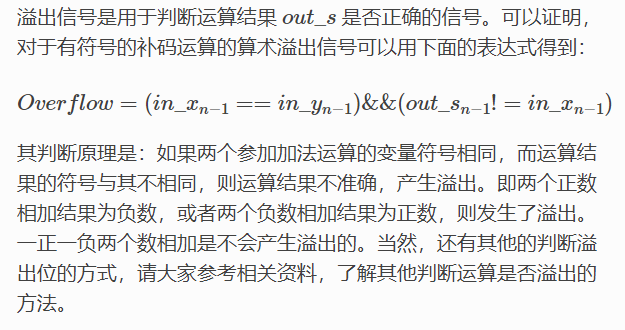 溢出信号是用于判断运算结果 out_s 是否正确的信号。可以证明，
对于有符号的补码运算的算术溢出信号可以用下面的表达式得到：
Overflow = (in_x_{n−1} == in_y_{n−1})&&(out_s_{n−1}! = in_x_{n−1})
其判断原理是：如果两个参加加法运算的变量符号相同，而运算结
果的符号与其不相同，则运算结果不准确，产生溢出。即两个正数
相加结果为负数，或者两个负数相加结果为正数，则发生了溢出。
一正一负两个数相加是不会产生溢出的。当然，还有其他的判断溢
出位的方式，请大家参考相关资料，了解其他判断运算是否溢出的
方法。